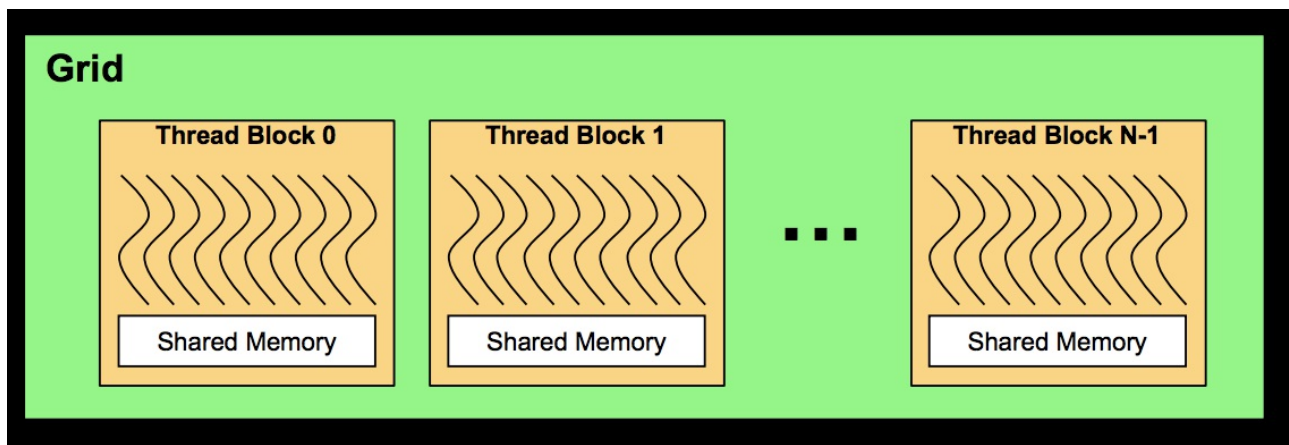 Grid
Thread Block 0
Thread Block 1
...
Thread Block N-1
Shared Memory
Shared Memory
Shared Memory